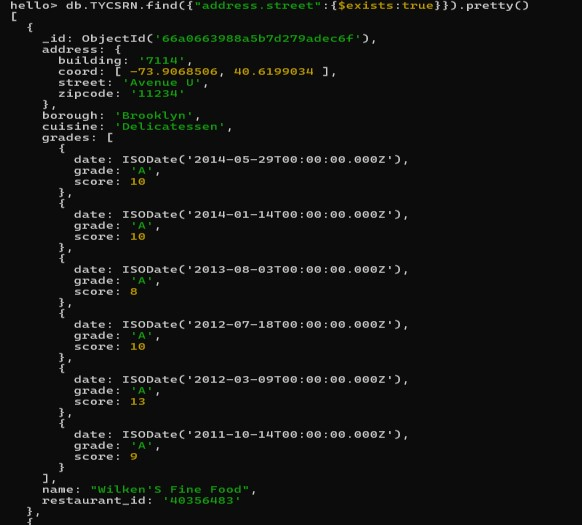 hello> db.TYCSRN.find({"address.street":{$exists:true}}).pretty()
[
  {
    _id: ObjectId('66a0663988a5b7d279adec6f'),
    address: {
      building: '7114',
      coord: [ -73.9068506, 40.6199034 ],
      street: 'Avenue U',
      zipcode: '11234'
    },
    borough: 'Brooklyn',
    cuisine: 'Delicatessen',
    grades: [
      {
        date: ISODate('2014-05-29T00:00:00.000Z'),
        grade: 'A',
        score: 10
      },
      {
        date: ISODate('2014-01-14T00:00:00.000Z'),
        grade: 'A',
        score: 10
      },
      {
        date: ISODate('2013-08-03T00:00:00.000Z'),
        grade: 'A',
        score: 8
      },
      {
        date: ISODate('2012-07-18T00:00:00.000Z'),
        grade: 'A',
        score: 10
      },
      {
        date: ISODate('2012-03-09T00:00:00.000Z'),
        grade: 'A',
        score: 13
      },
      {
        date: ISODate('2011-10-14T00:00:00.000Z'),
        grade: 'A',
        score: 9
      }
    ],
    name: "Wilken'S Fine Food",
    restaurant_id: '40356483'
  },
  {